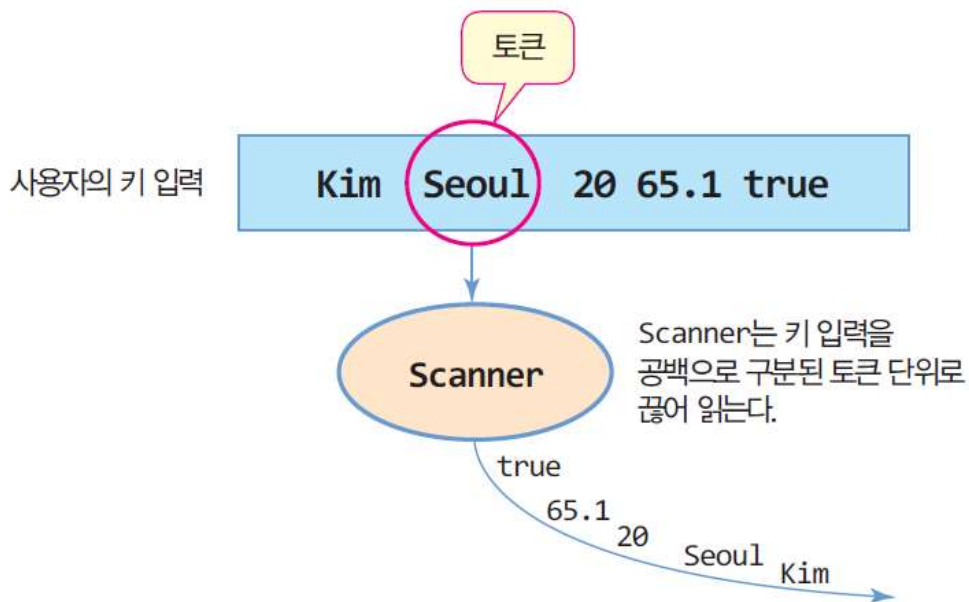 토큰
사용자의 키 입력
Kim Seoul 20 65.1 true
Scanner
Scanner는 키 입력을
공백으로 구분된 토큰 단위로
끊어 읽는다.
true
65.1
20
Seoul
Kim